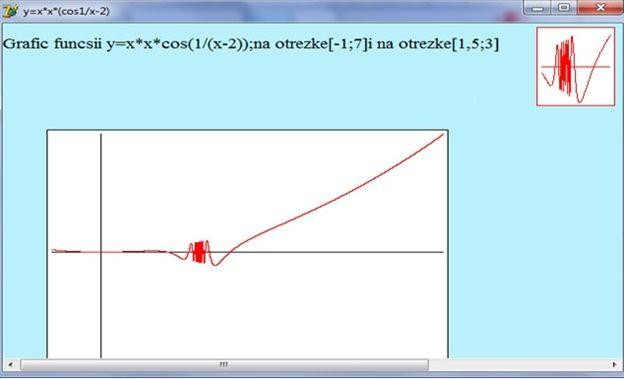 y=x*x*(cos1/x-2)
Grafic funcsii y=x*x*cos(1/(x-2));na otrezke[-1;7]i na otrezke[1,5;3]